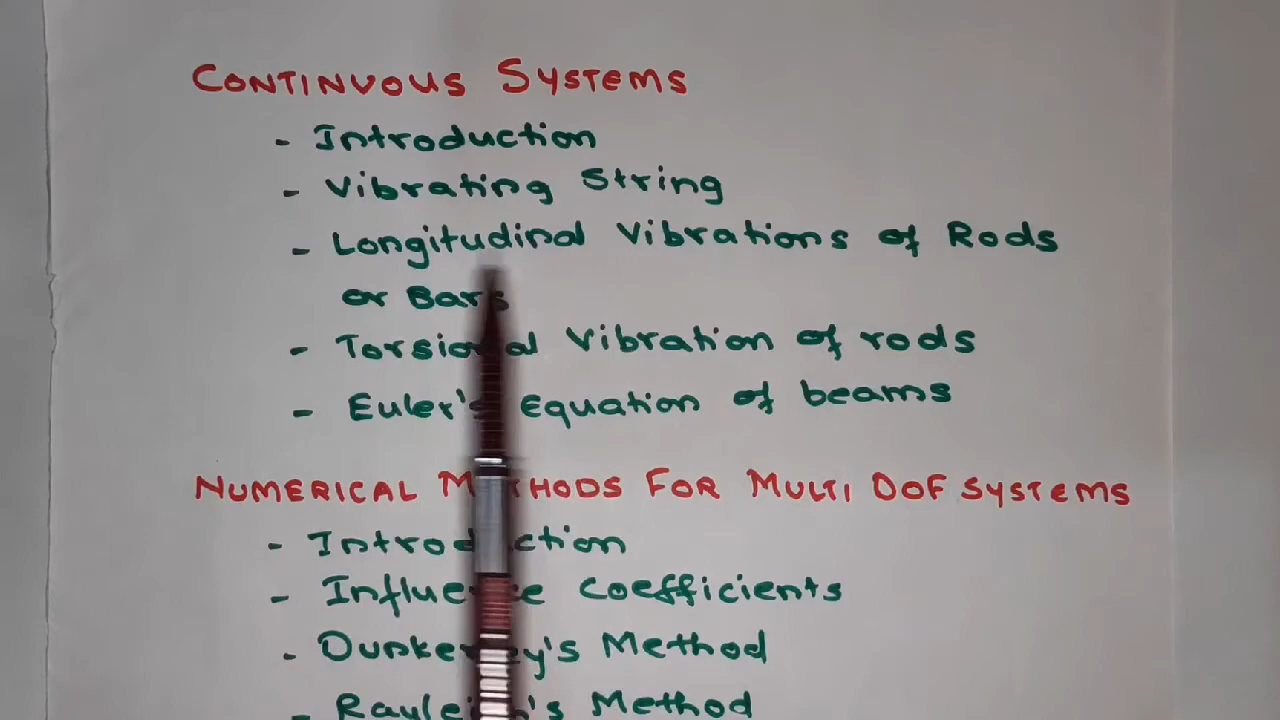 CONTINUOUS SYSTEMS
- Introduction
- Vibrating String
- Longitudinal Vibrations of Rods
or Bars
- Torsional Vibration of rods
- Euler's Equation of beams
NUMERICAL METHODS FOR MULTI DOF SYSTEMS
- Introduction
- Influence Coefficients
- Dunkerley's Method
- Rayleigh's Method